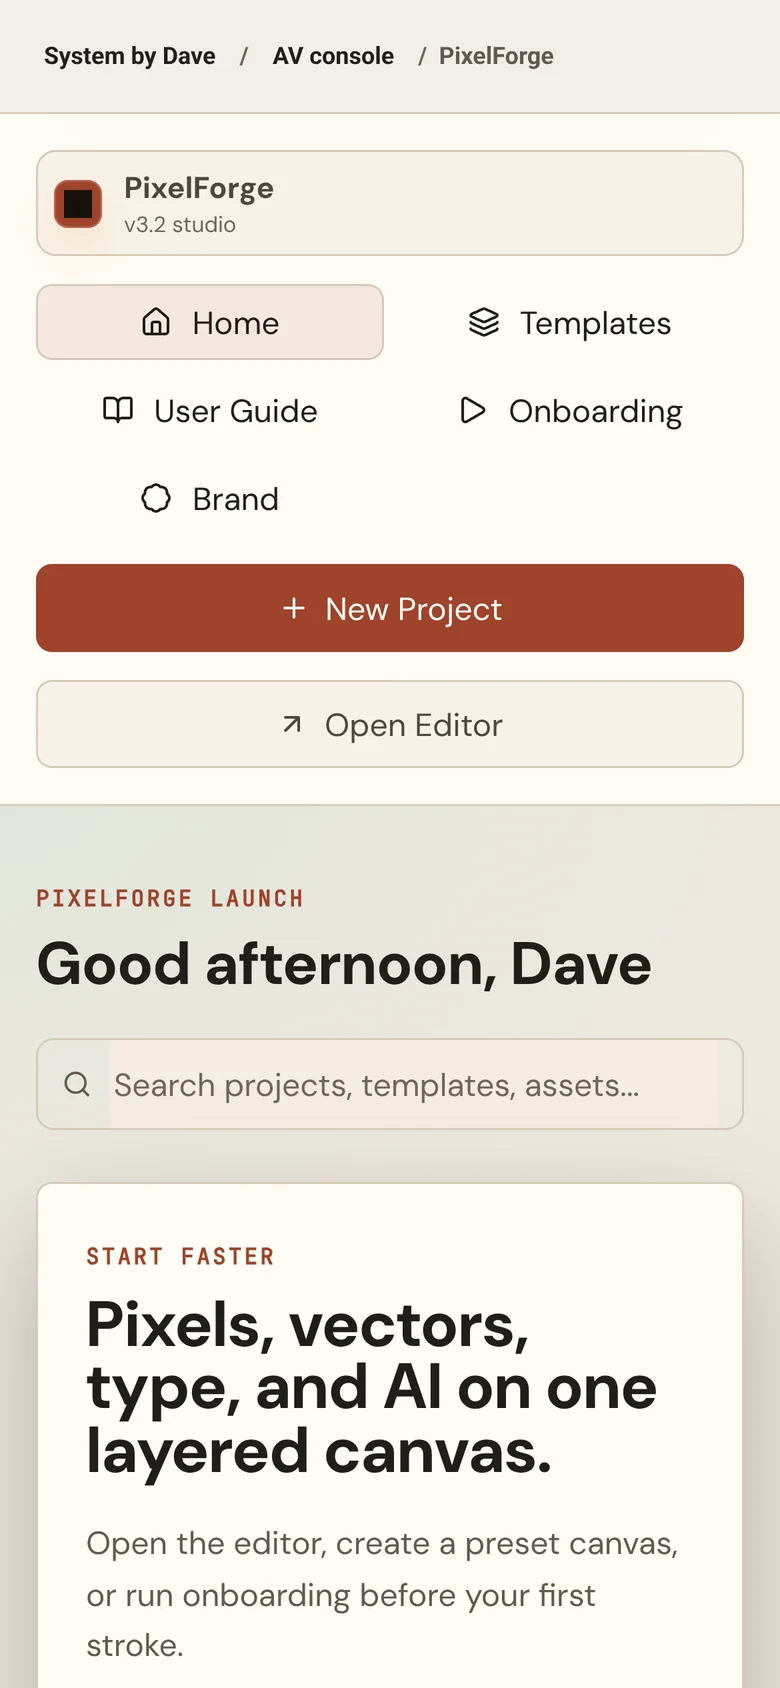 System by Dave / AV console / PixelForge
PixelForge
v3.2 studio
Home
Templates
User Guide
Onboarding
Brand
+ New Project
Open Editor
PIXELFORGE LAUNCH
Good afternoon, Dave
Search projects, templates, assets...
START FASTER
Pixels, vectors,
type, and AI on one
layered canvas.
Open the editor, create a preset canvas,
or run onboarding before your first
stroke.